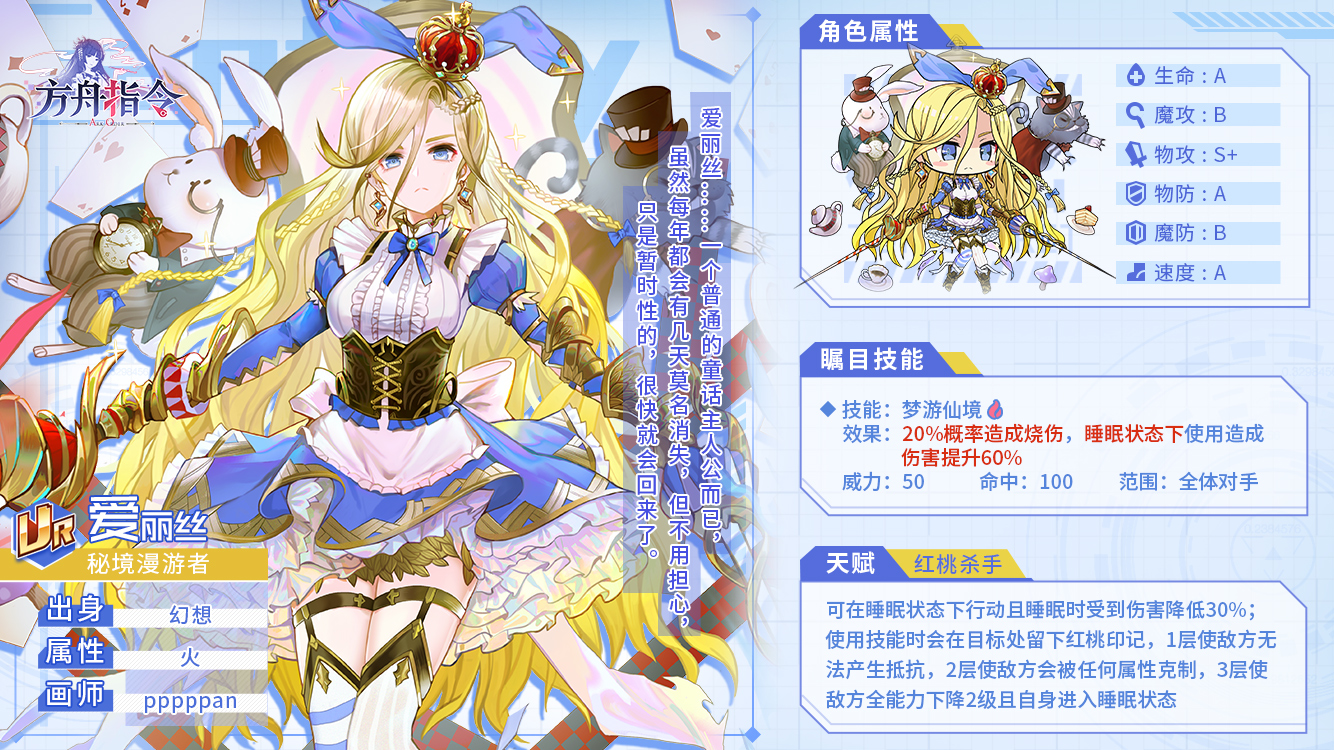 方舟指令
ARK ORDER
爱丽丝……一个普通的童话主人公而已，
虽然每年都会有几天莫名消失，但不用担心，
只是暂时性的，很快就会回来了。
UR
爱丽丝
秘境漫游者
出身 幻想
属性 火
画师 pppppan
角色属性
生命：A
魔攻：B
物攻：S+
物防：A
魔防：B
速度：A
瞩目技能
技能：梦游仙境
效果：20%概率造成烧伤，睡眠状态下使用造成
伤害提升60%
威力：50 命中：100 范围：全体对手
天赋 红桃杀手
可在睡眠状态下行动且睡眠时受到伤害降低30%；
使用技能时会在目标处留下红桃印记，1层使敌方无
法产生抵抗，2层使敌方会被任何属性克制，3层使
敌方全能力下降2级且自身进入睡眠状态